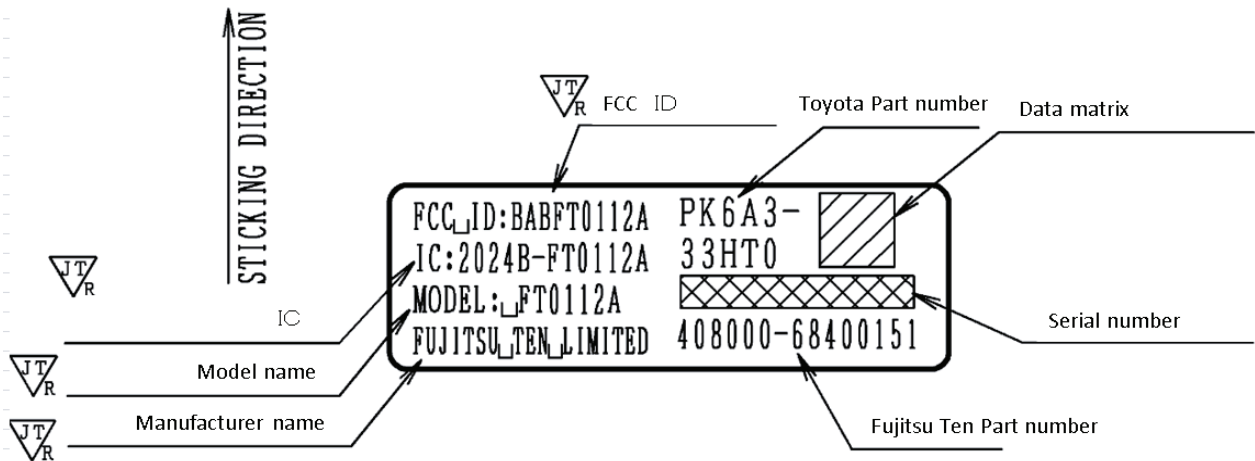 STICKING DIRECTION
JT R
FCC ID
Toyota Part number
Data matrix
FCC␣ID:BABFT0112A
PK6A3-
IC:2024B-FT0112A
33HT0
MODEL:␣FT0112A
FUJITSU␣TEN␣LIMITED
408000-68400151
JT R
IC
Serial number
JT R
Model name
JT R
Manufacturer name
Fujitsu Ten Part number